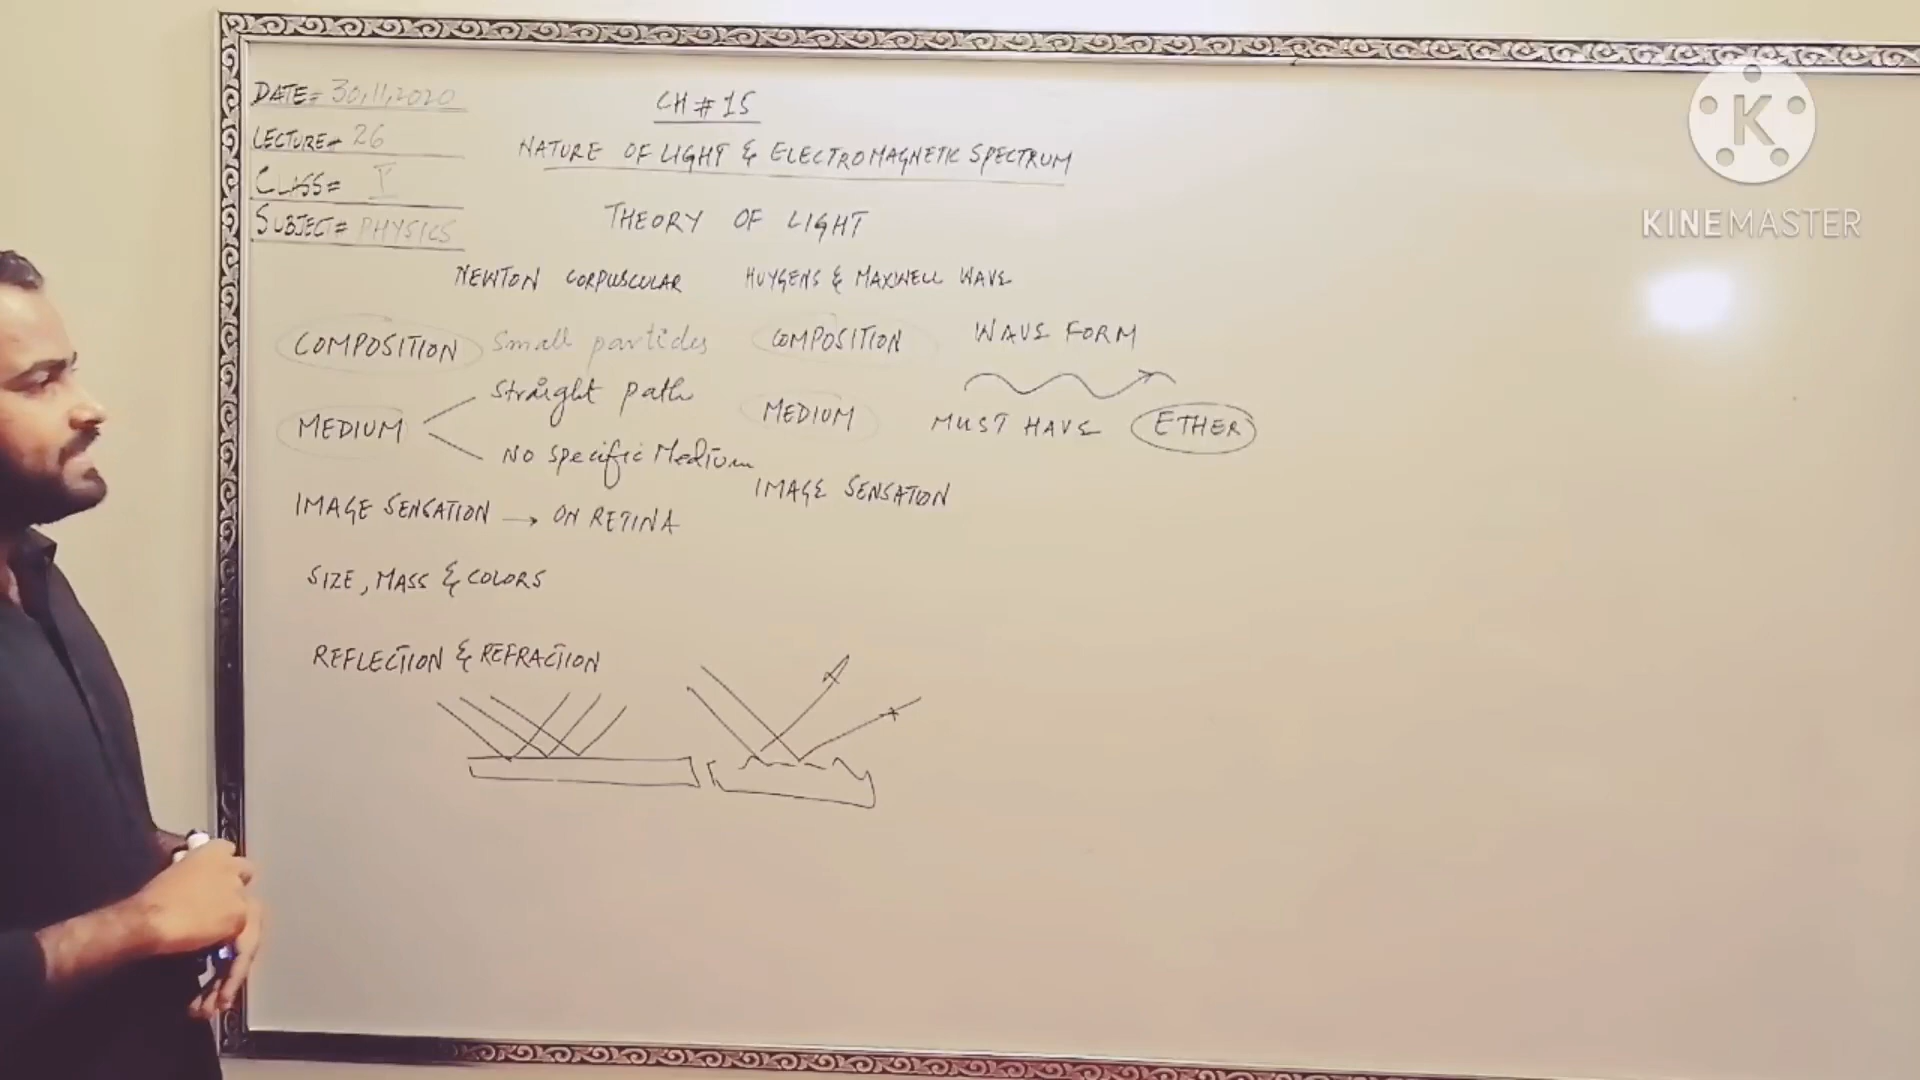 DATE= 30,11,2020
LECTURE= 26
CLASS= X
SUBJECT= PHYSICS
CH # 15
NATURE OF LIGHT & ELECTROMAGNETIC SPECTRUM
THEORY OF LIGHT
NEWTON CORPUSCULAR
COMPOSITION Small particles
MEDIUM
Straight path
No specific Medium
IMAGE SENSATION → ON RETINA
SIZE, MASS & COLORS
REFLECTION & REFRACTION
HUYGENS & MAXWELL WAVE
COMPOSITION WAVE FORM
MEDIUM MUST HAVE ETHER
IMAGE SENSATION
K
KINEMASTER